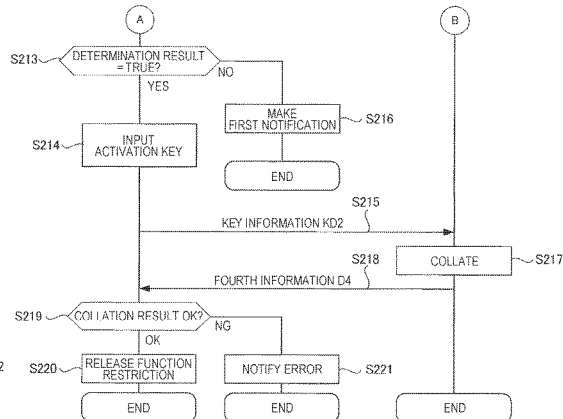 A
B
S213
DETERMINATION RESULT
= TRUE?
NO
YES
MAKE
FIRST NOTIFICATION
S216
S214
INPUT
ACTIVATION KEY
END
S215
KEY INFORMATION KD2
COLLATE
S217
S218
FOURTH INFORMATION D4
S219
COLLATION RESULT OK?
NG
OK
2
S220
RELEASE FUNCTION
RESTRICTION
NOTIFY ERROR
S221
END
END
END